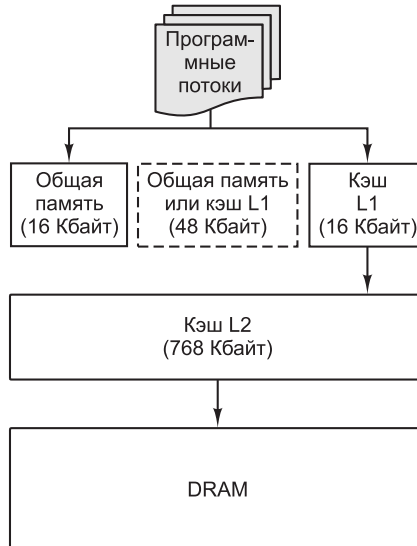 Програм-
мные
потоки
Общая
память
(16 Кбайт)
Общая память
или кэш L1
(48 Кбайт)
Кэш
L1
(16 Кбайт)
Кэш L2
(768 Кбайт)
DRAM